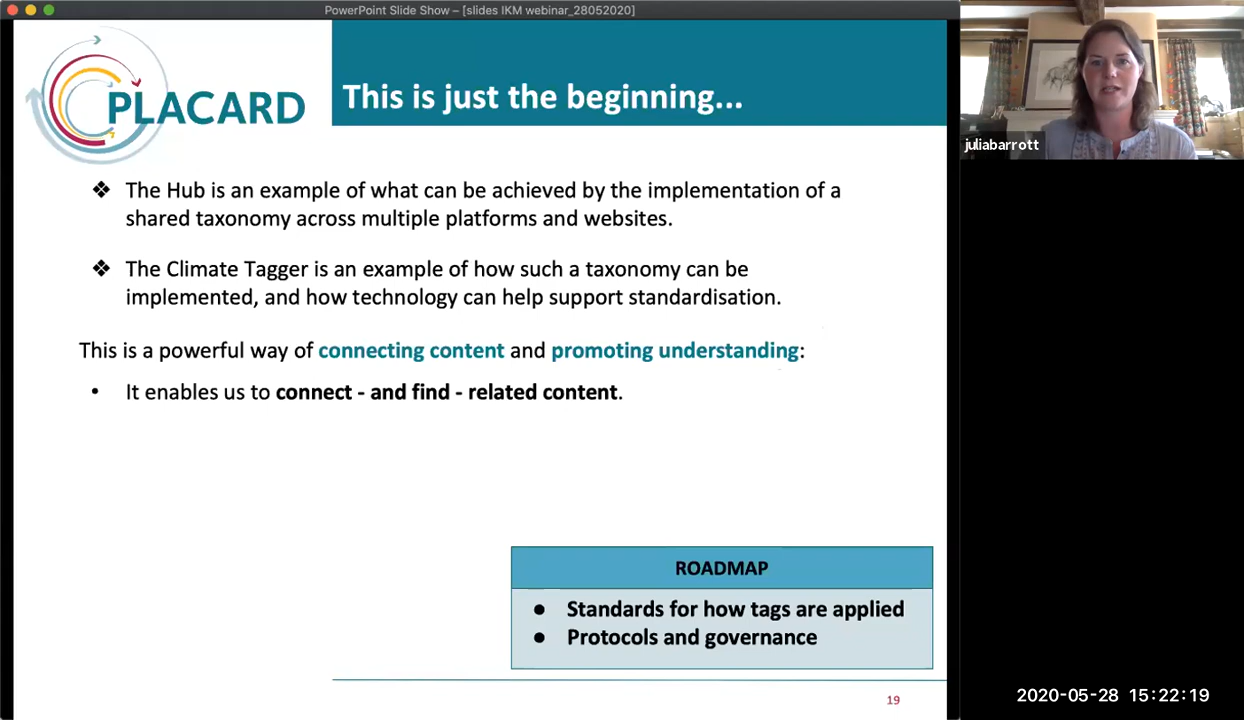 PowerPoint Slide Show – [slides IKM webinar_28052020]
PLACARD
This is just the beginning...
juliabarrott
❖ The Hub is an example of what can be achieved by the implementation of a
shared taxonomy across multiple platforms and websites.
❖ The Climate Tagger is an example of how such a taxonomy can be
implemented, and how technology can help support standardisation.
This is a powerful way of connecting content and promoting understanding:
• It enables us to connect - and find - related content.
ROADMAP
● Standards for how tags are applied
● Protocols and governance
19
2020-05-28 15:22:19